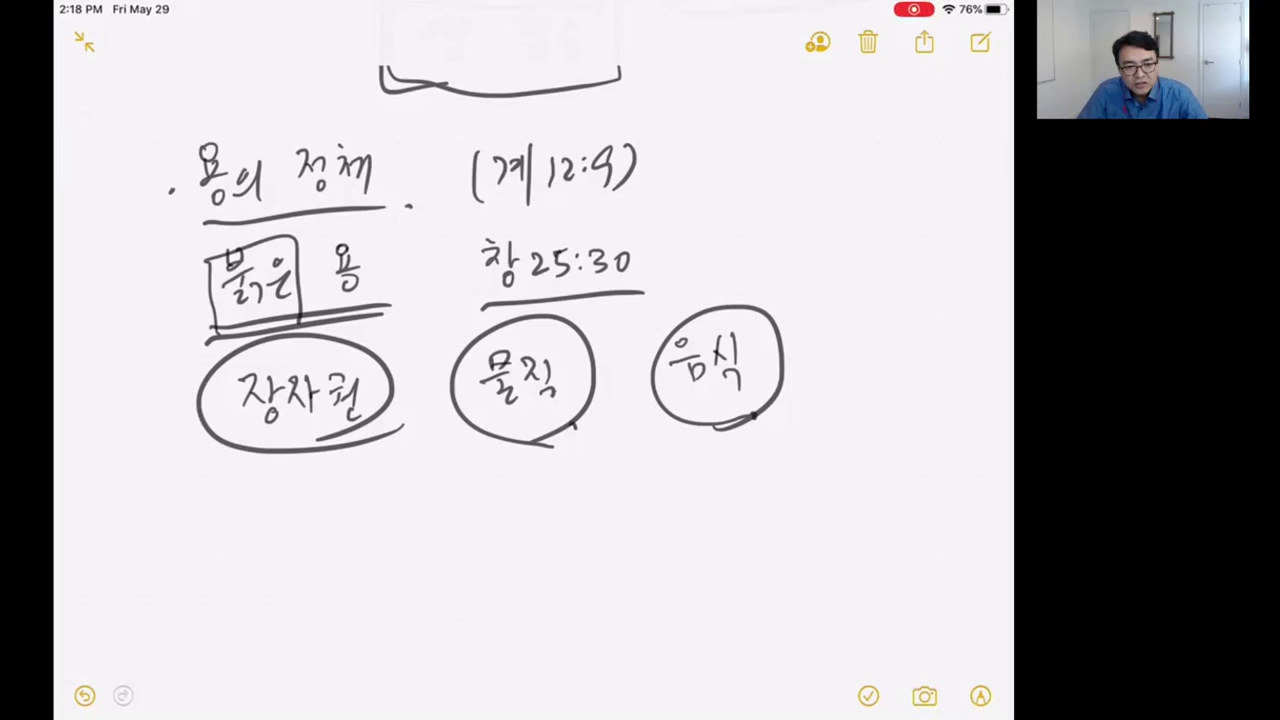 2:18 PM Fri May 29 76%
. 용의 정체 . (계 12:9)
붉은 용 창 25:30
장자권 물질 음식